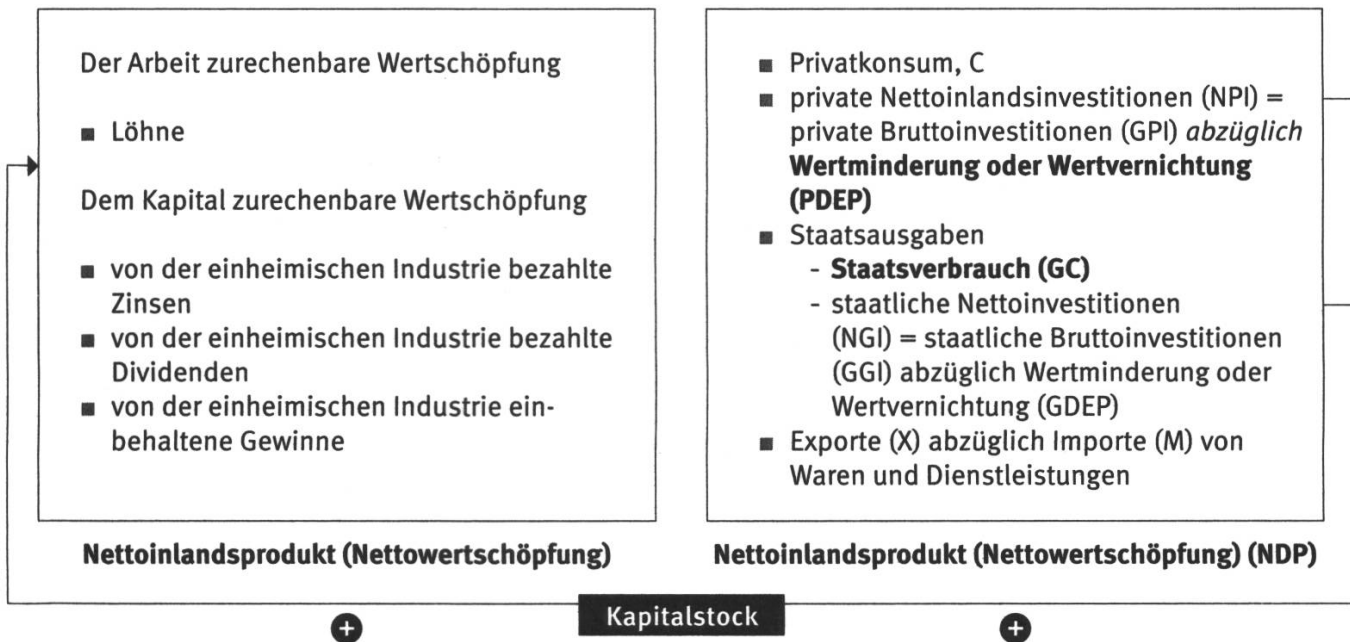 Der Arbeit zurechenbare Wertschöpfung
■ Löhne
Dem Kapital zurechenbare Wertschöpfung
■ von der einheimischen Industrie bezahlte
Zinsen
■ von der einheimischen Industrie bezahlte
Dividenden
■ von der einheimischen Industrie ein-
behaltene Gewinne
Nettoinlandsprodukt (Nettowertschöpfung)
■ Privatkonsum, C
■ private Nettoinlandsinvestitionen (NPI) =
private Bruttoinvestitionen (GPI) abzüglich
Wertminderung oder Wertvernichtung
(PDEP)
■ Staatsausgaben
- Staatsverbrauch (GC)
- staatliche Nettoinvestitionen
(NGI) = staatliche Bruttoinvestitionen
(GGI) abzüglich Wertminderung oder
Wertvernichtung (GDEP)
■ Exporte (X) abzüglich Importe (M) von
Waren und Dienstleistungen
Nettoinlandsprodukt (Nettowertschöpfung) (NDP)
+
Kapitalstock
+